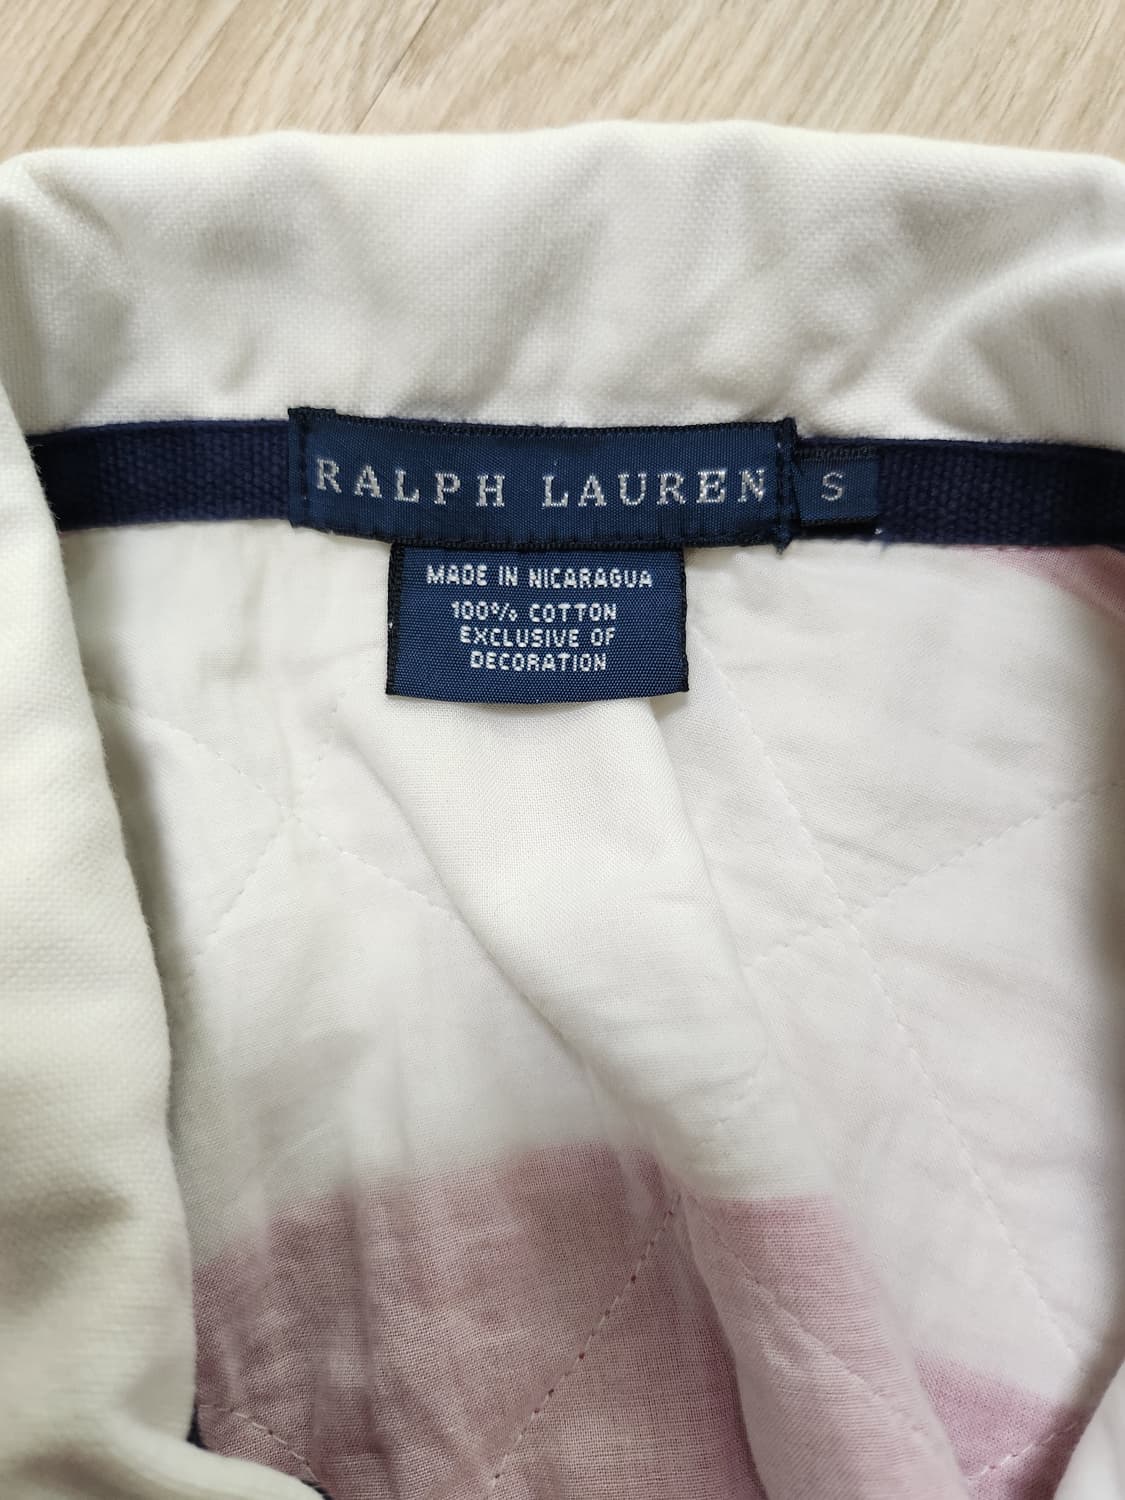 RALPH LAUREN
S
MADE IN NICARAGUA
100% COTTON
EXCLUSIVE OF
DECORATION